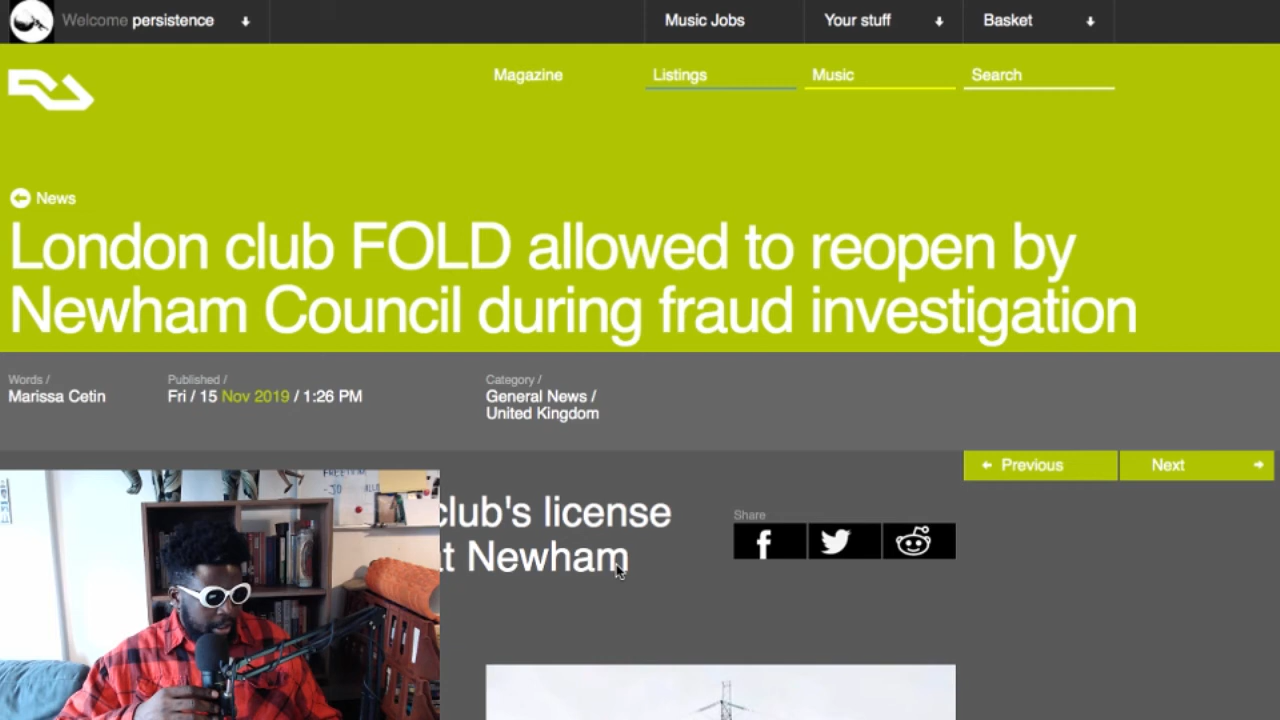 Welcome persistence
Music Jobs
Your stuff
Basket
Magazine
Listings
Music
Search
News
London club FOLD allowed to reopen by
Newham Council during fraud investigation
Words /
Marissa Cetin
Published /
Fri / 15 Nov 2019 / 1:26 PM
Category /
General News /
United Kingdom
Previous
Next
club's license
at Newham
Share